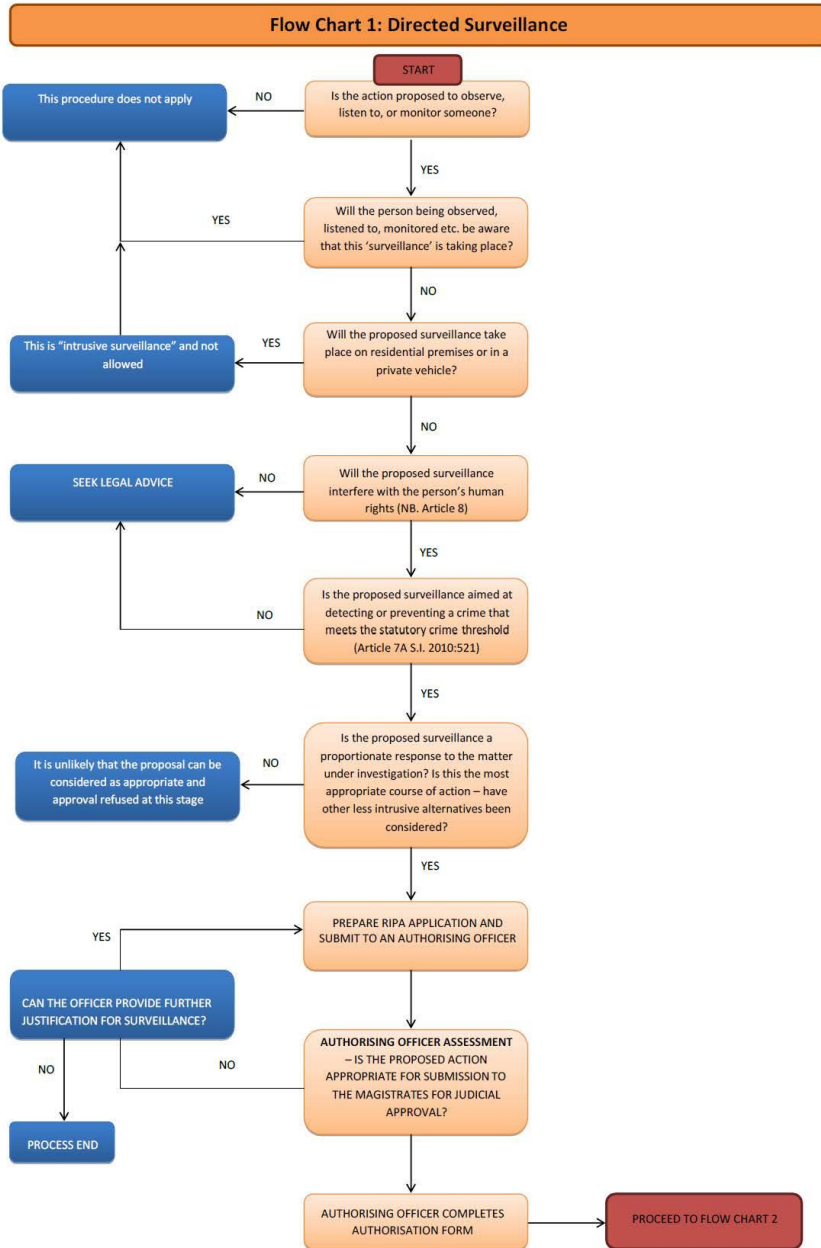 Flow Chart 1: Directed Surveillance
START
This procedure does not apply
NO
Is the action proposed to observe,
listen to, or monitor someone?
YES
YES
Will the person being observed,
listened to, monitored etc. be aware
that this ‘surveillance’ is taking place?
NO
This is “intrusive surveillance” and not
allowed
YES
Will the proposed surveillance take
place on residential premises or in a
private vehicle?
NO
SEEK LEGAL ADVICE
NO
Will the proposed surveillance
interfere with the person’s human
rights (NB. Article 8)
YES
NO
Is the proposed surveillance aimed at
detecting or preventing a crime that
meets the statutory crime threshold
(Article 7A S.I. 2010:521)
YES
It is unlikely that the proposal can be
considered as appropriate and
approval refused at this stage
NO
Is the proposed surveillance a
proportionate response to the matter
under investigation? Is this the most
appropriate course of action – have
other less intrusive alternatives been
considered?
YES
YES
PREPARE RIPA APPLICATION AND
SUBMIT TO AN AUTHORISING OFFICER
CAN THE OFFICER PROVIDE FURTHER
JUSTIFICATION FOR SURVEILLANCE?
NO
NO
AUTHORISING OFFICER ASSESSMENT
– IS THE PROPOSED ACTION
APPROPRIATE FOR SUBMISSION TO
THE MAGISTRATES FOR JUDICIAL
APPROVAL?
PROCESS END
AUTHORISING OFFICER COMPLETES
AUTHORISATION FORM
PROCEED TO FLOW CHART 2